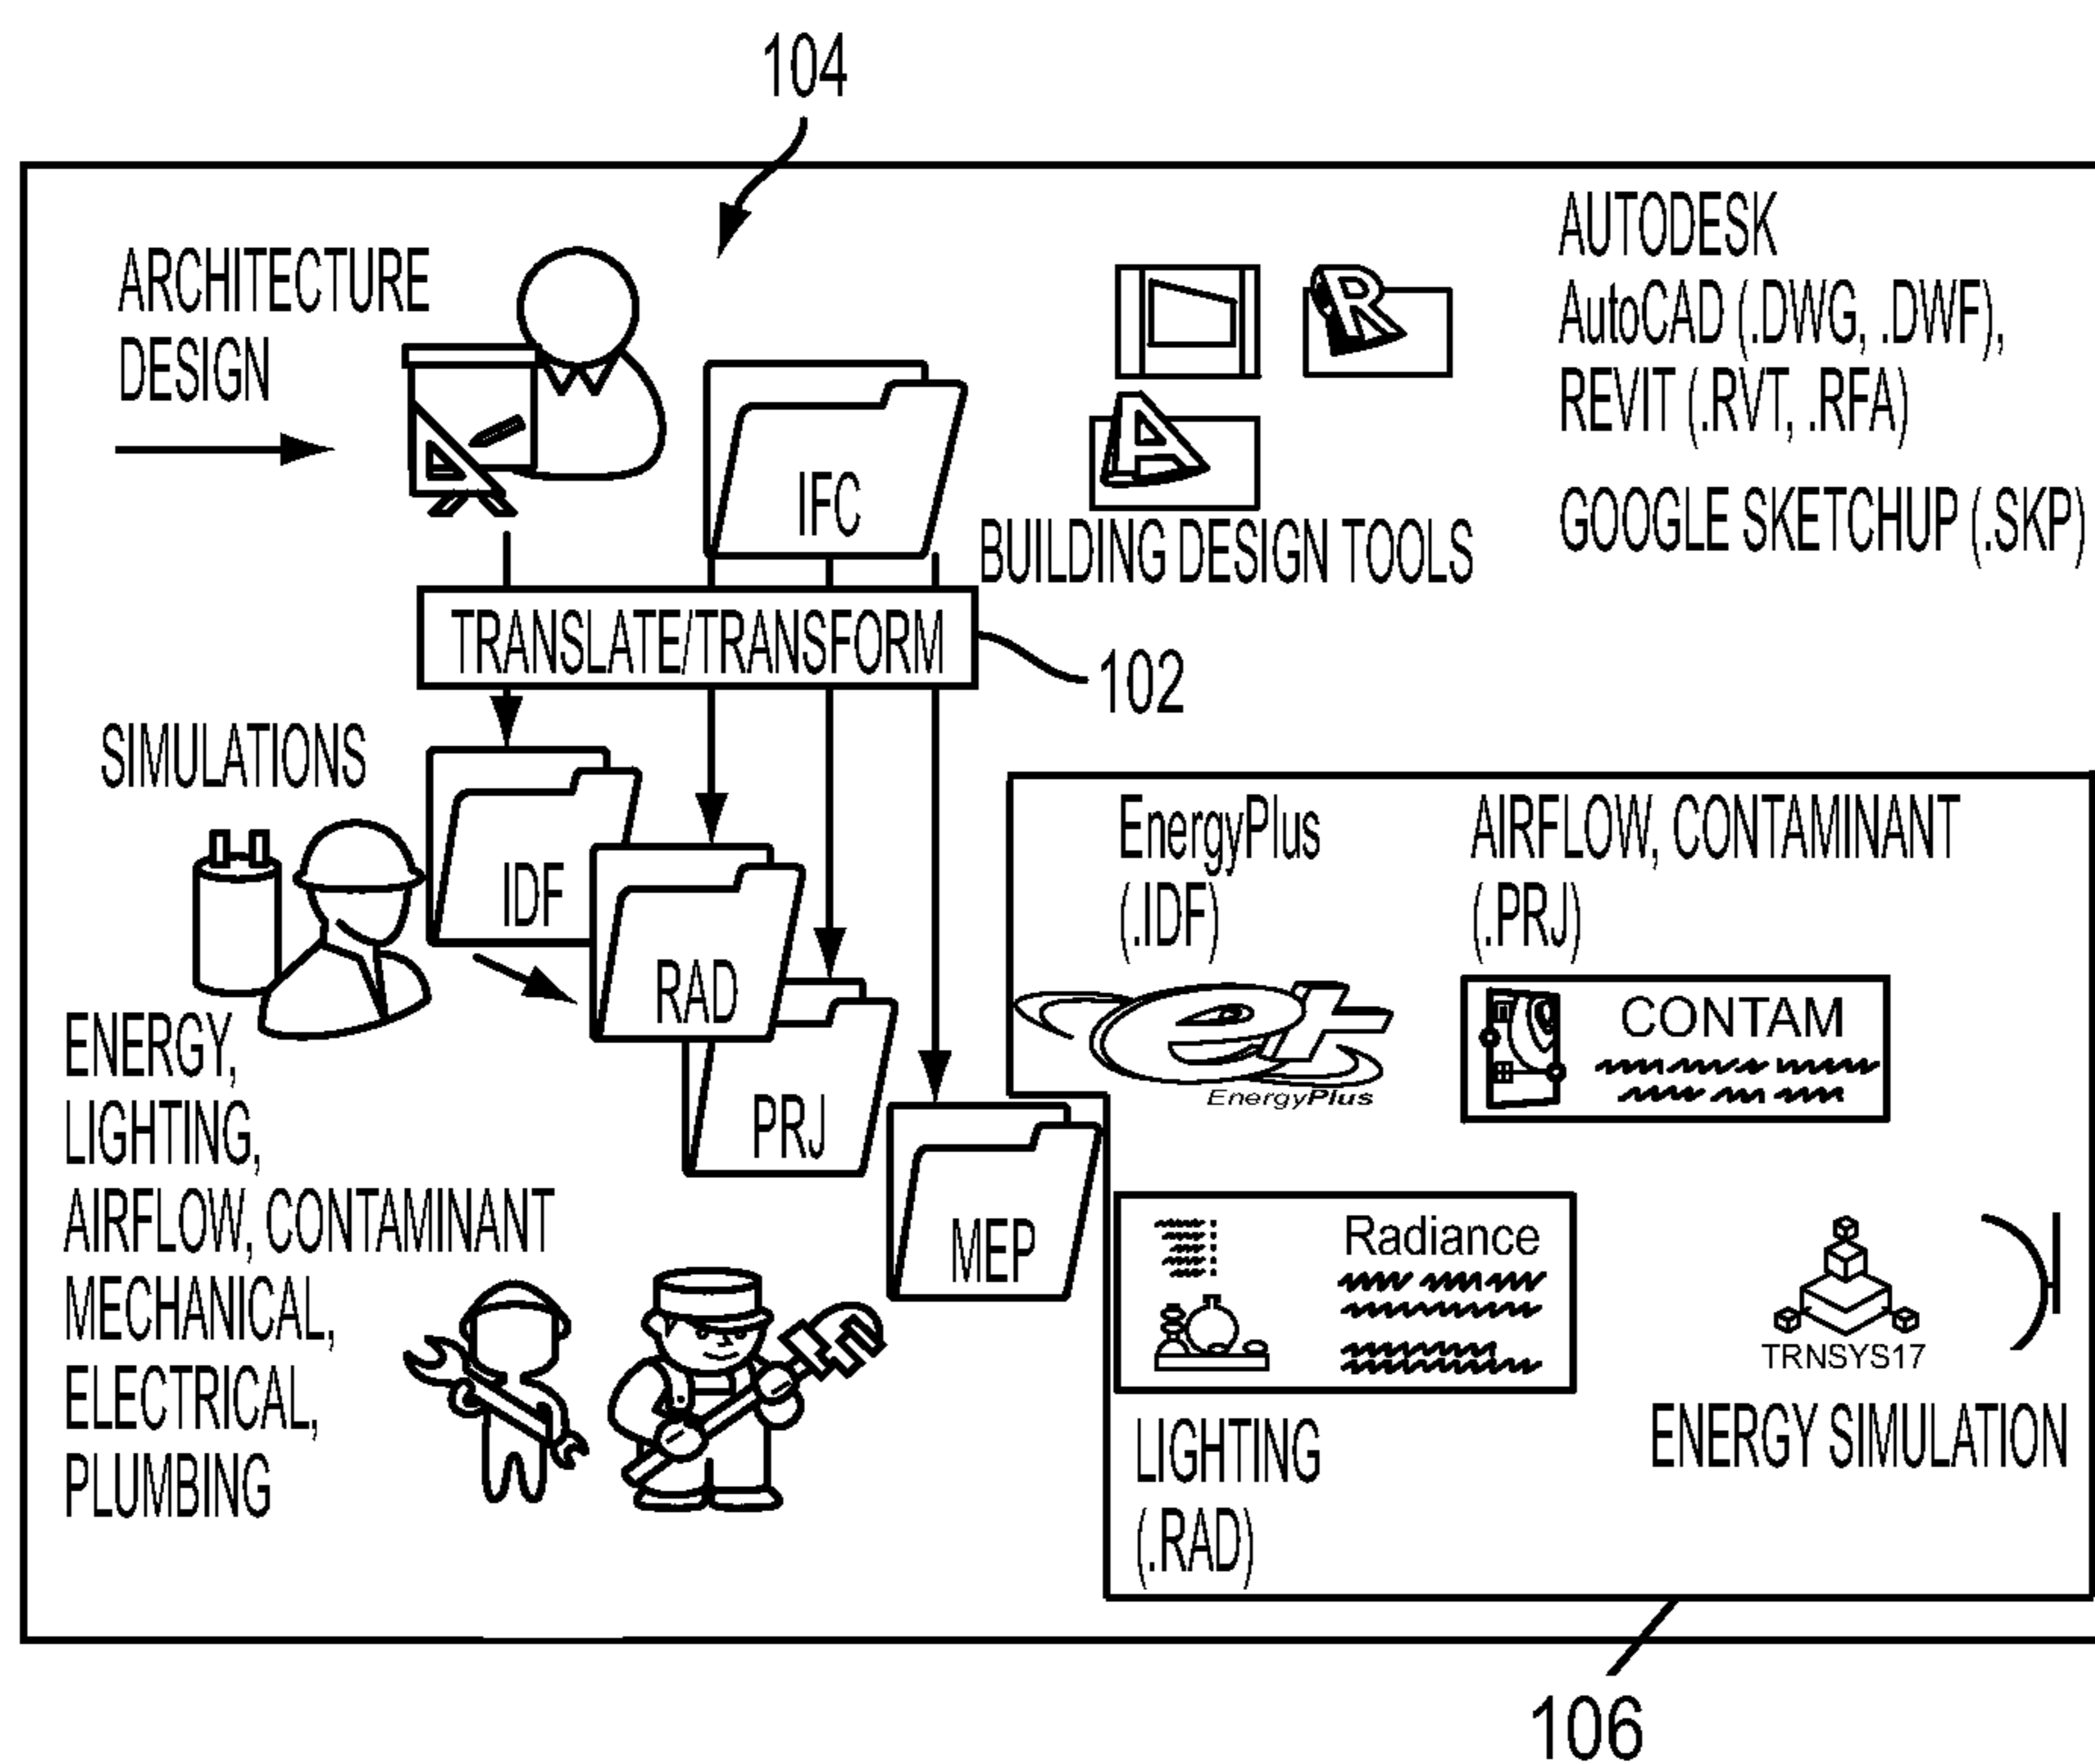 104
ARCHITECTURE
DESIGN
IFC
R
A
BUILDING DESIGN TOOLS
AUTODESK
AutoCAD (.DWG, .DWF),
REVIT (.RVT, .RFA)
GOOGLE SKETCHUP (.SKP)
TRANSLATE/TRANSFORM
102
SIMULATIONS
IDF
RAD
PRJ
MEP
ENERGY,
LIGHTING,
AIRFLOW, CONTAMINANT
MECHANICAL,
ELECTRICAL,
PLUMBING
EnergyPlus
(.IDF)
e+
EnergyPlus
AIRFLOW, CONTAMINANT
(.PRJ)
CONTAM
Radiance
LIGHTING
(.RAD)
TRNSYS17
ENERGY SIMULATION
106